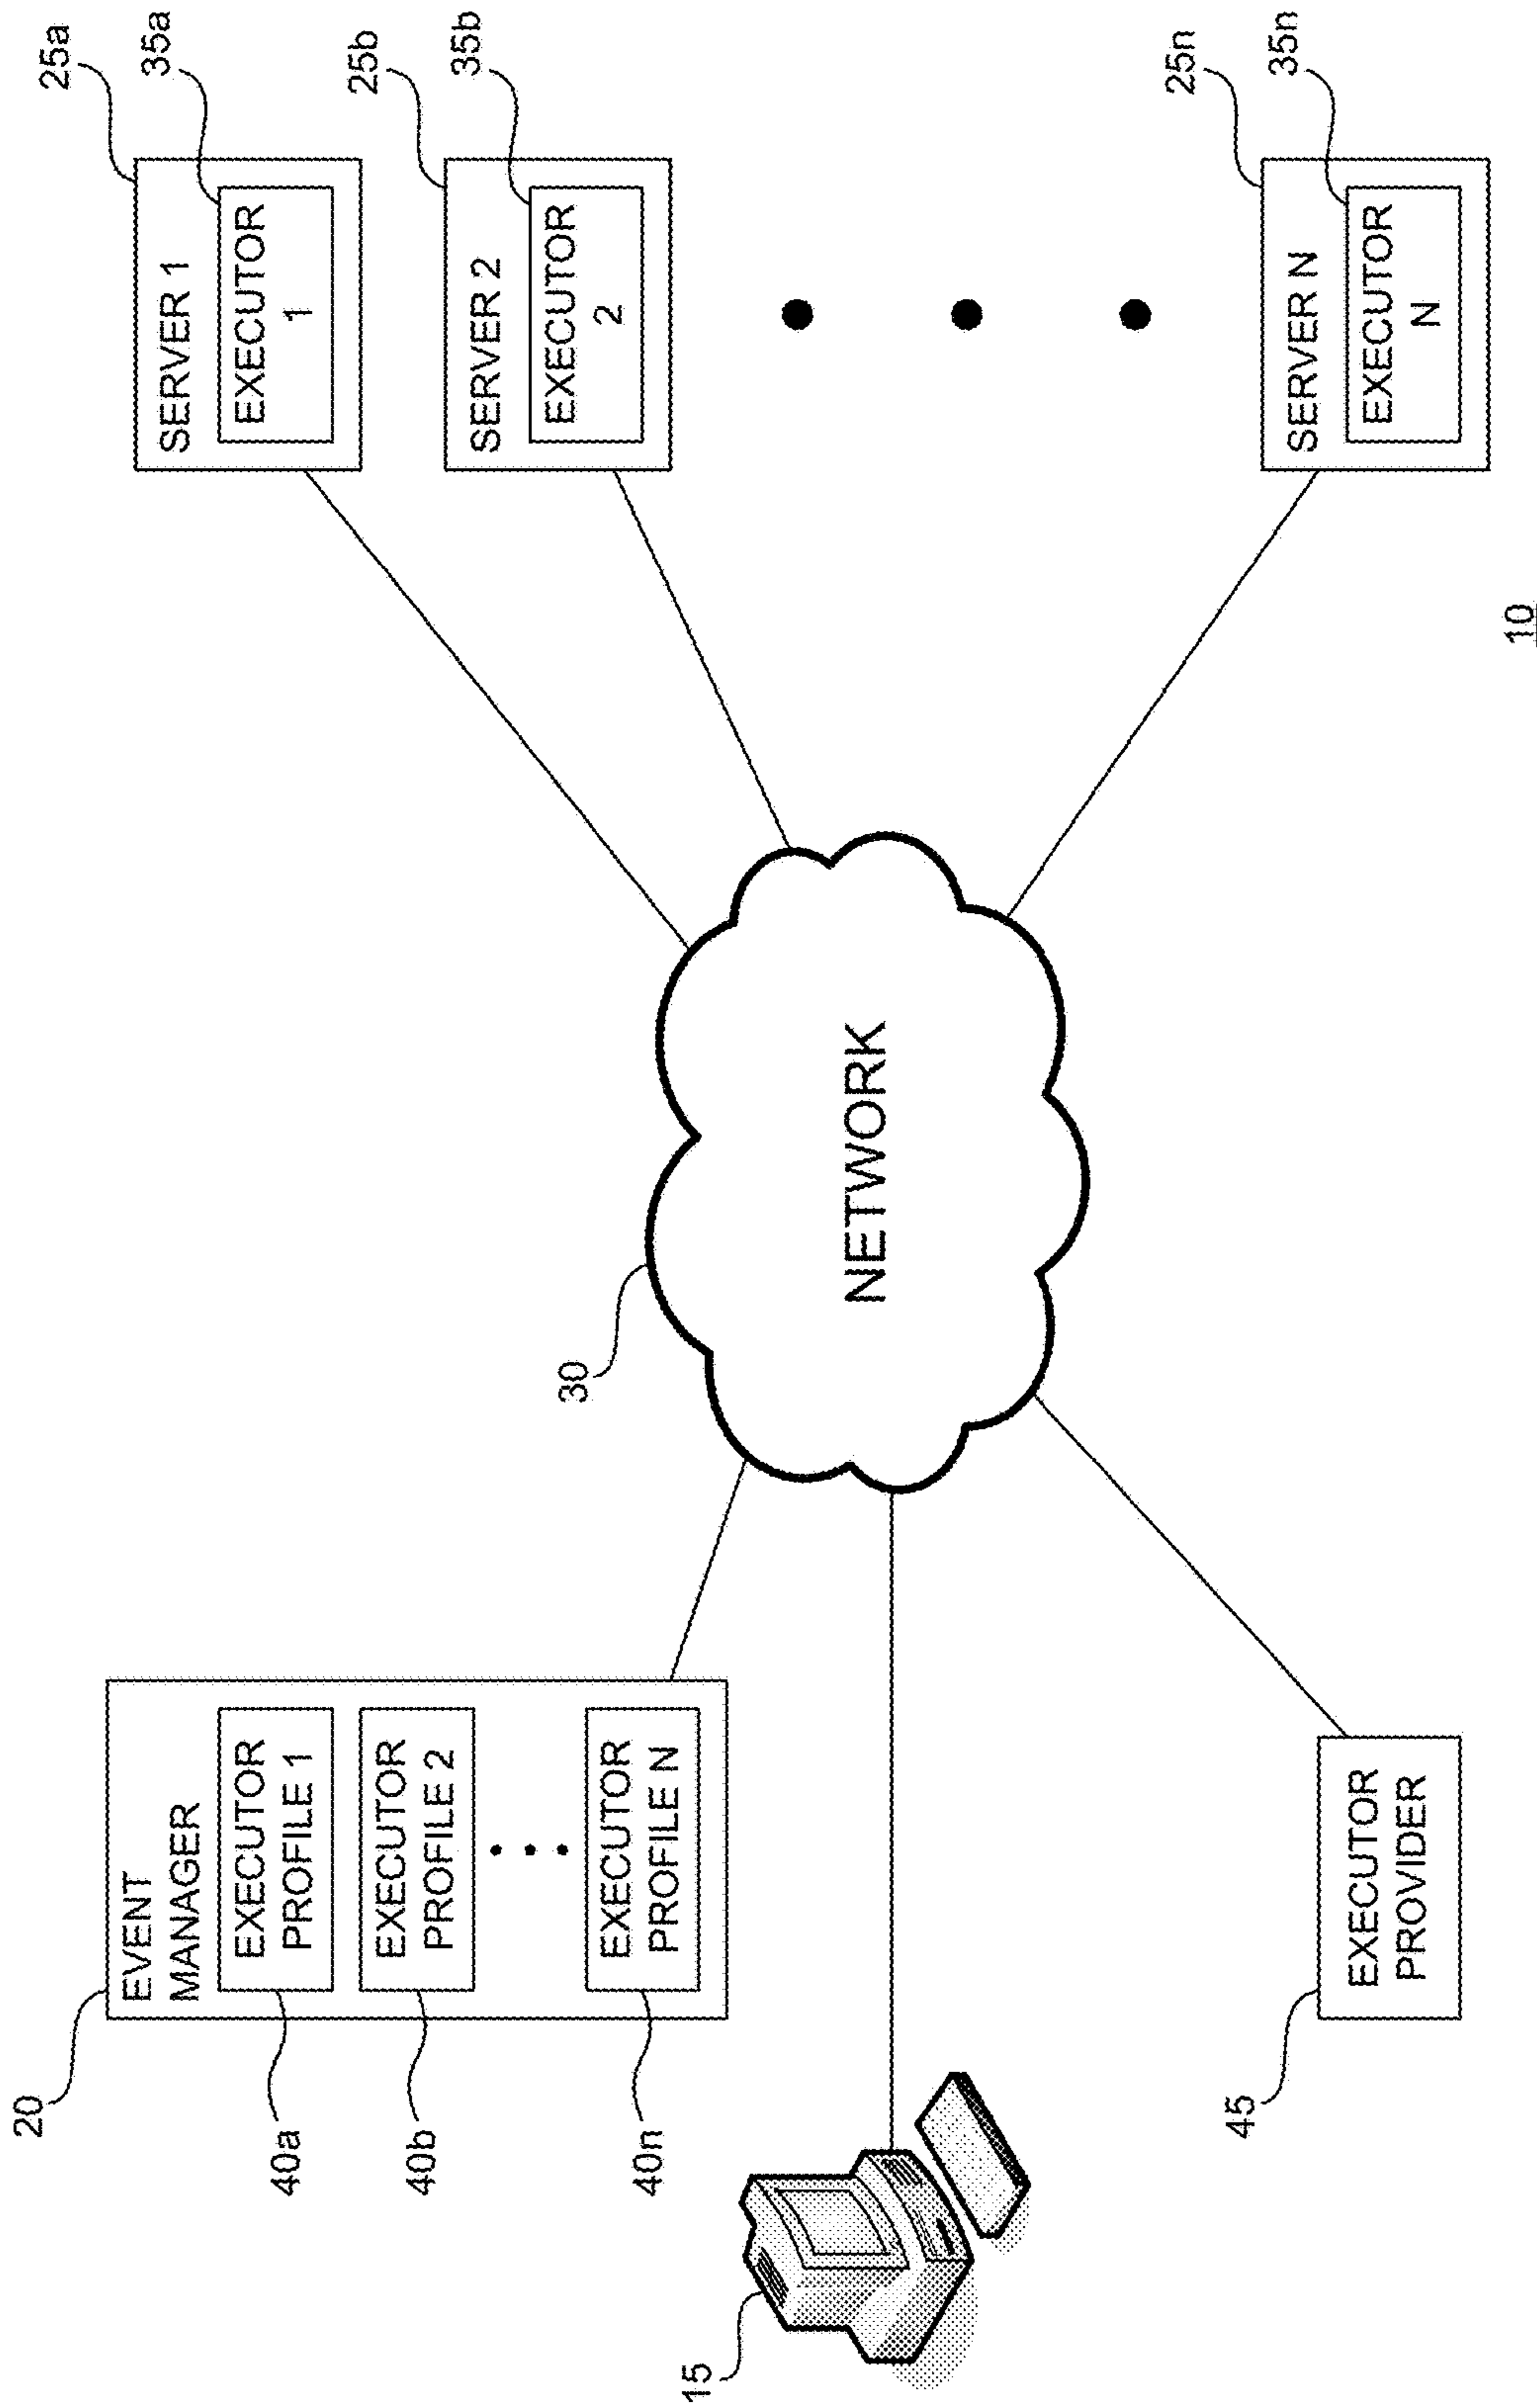 20
EVENT
MANAGER
40a
EXECUTOR
PROFILE 1
40b
EXECUTOR
PROFILE 2
40n
EXECUTOR
PROFILE N
15
45
EXECUTOR
PROVIDER
30
NETWORK
25a
SERVER 1
35a
EXECUTOR
1
25b
SERVER 2
35b
EXECUTOR
2
25n
SERVER N
35n
EXECUTOR
N
10